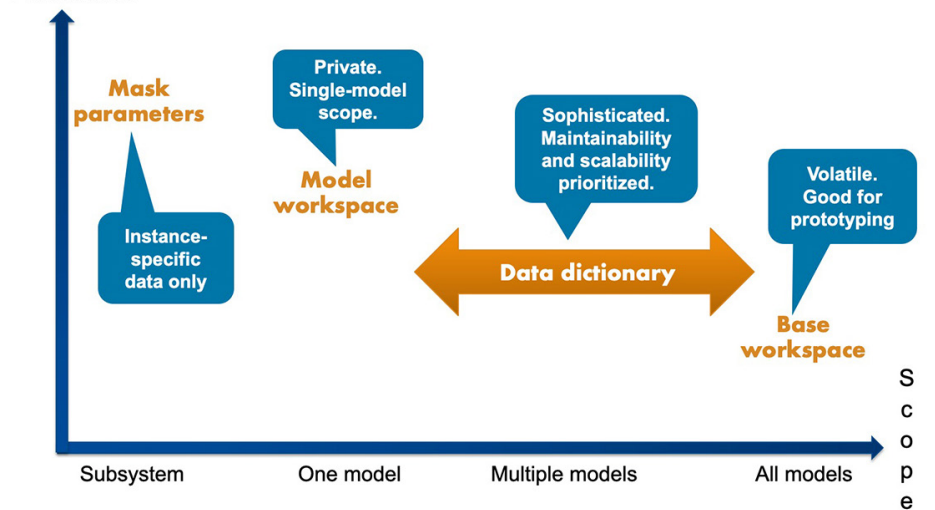 Mask
parameters
Instance-
specific
data only
Private.
Single-model
scope.
Model
workspace
Sophisticated.
Maintainability
and scalability
prioritized.
Data dictionary
Volatile.
Good for
prototyping
Base
workspace
Subsystem
One model
Multiple models
All models
S
c
o
p
e